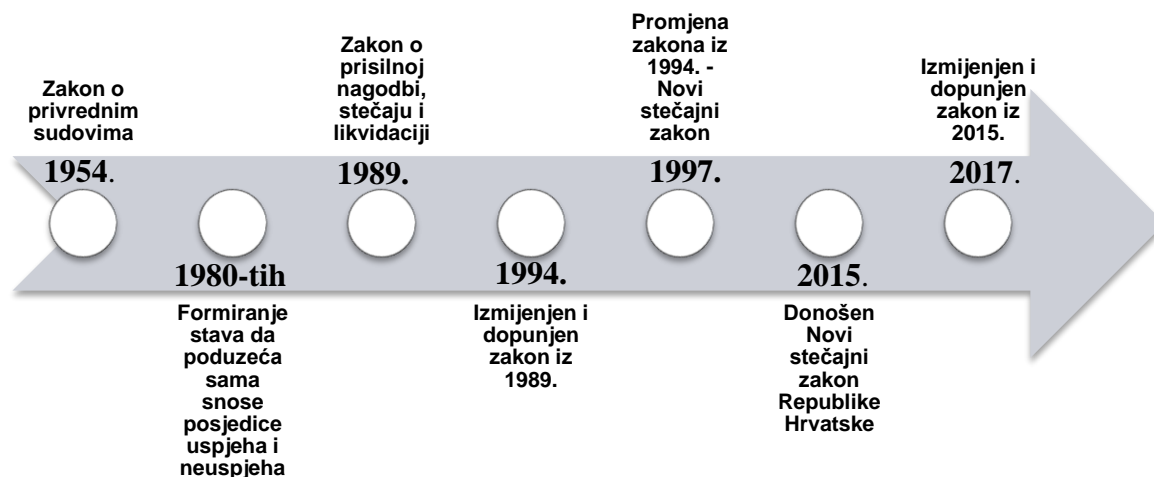 Zakon o
privrednim
sudovima
1954.
1980-tih
Formiranje
stava da
poduzeća
sama
snose
posjedice
uspjeha i
neuspjeha
Zakon o
prisilnoj
nagodbi,
stečaju i
likvidaciji
1989.
1994.
Izmijenjen i
dopunjen
zakon iz
1989.
Promjena
zakona iz
1994. -
Novi
stečajni
zakon
1997.
2015.
Donošen
Novi
stečajni
zakon
Republike
Hrvatske
Izmijenjen i
dopunjen
zakon iz
2015.
2017.